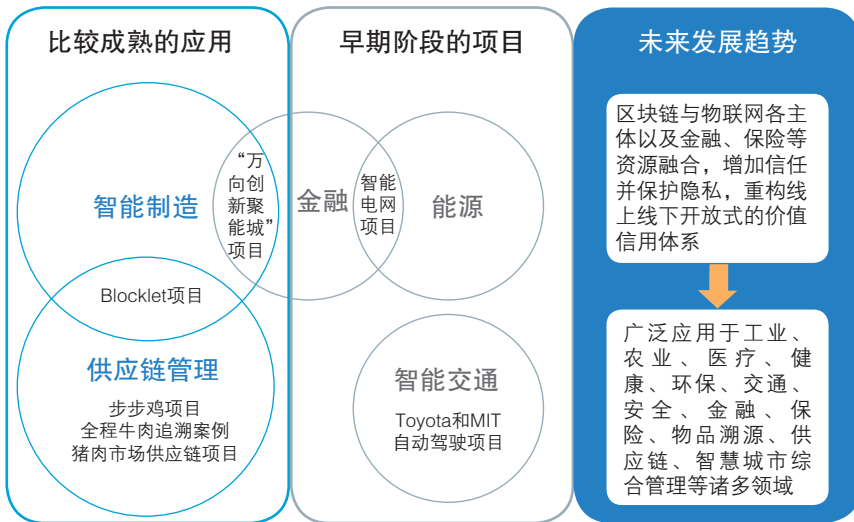 比较成熟的应用
智能制造
“万
向创
新聚
能城”
项目
Blocklet项目
供应链管理
步步鸡项目
全程牛肉追溯案例
猪肉市场供应链项目
早期阶段的项目
金融
智能
电网
项目
能源
智能交通
Toyota和MIT
自动驾驶项目
未来发展趋势
区块链与物联网各主
体以及金融、保险等
资源融合，增加信任
并保护隐私，重构线
上线下开放式的价值
信用体系
广泛应用于工业、
农业、医疗、健
康、环保、交通、
安全、金融、保
险、物品溯源、供
应链、智慧城市综
合管理等诸多领域